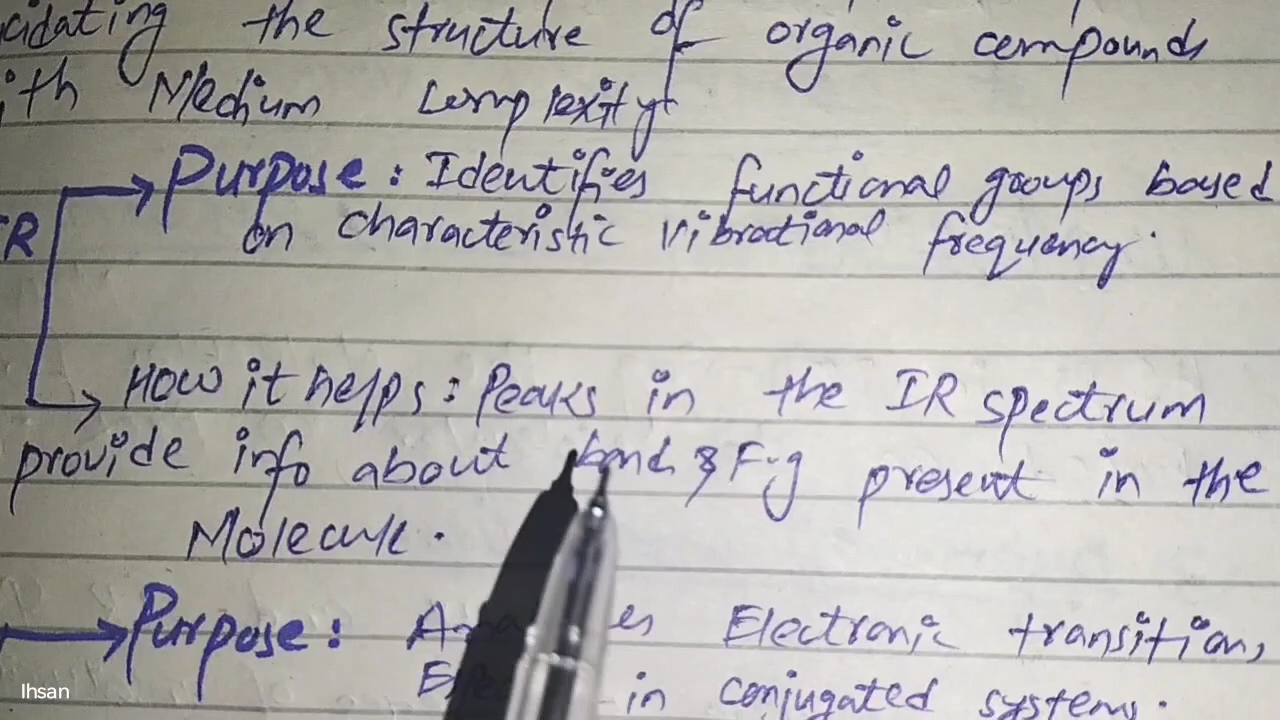 cidating the structure of organic compounds
ith Medium Complexity
Purpose : Identifies functional groups based
on characteristic vibrational frequency.
R
How it helps : Peaks in the IR spectrum
provide info about bond & F.g present in the
Molecule.
Purpose : Electronic transition,
in conjugated systems.
Ihsan